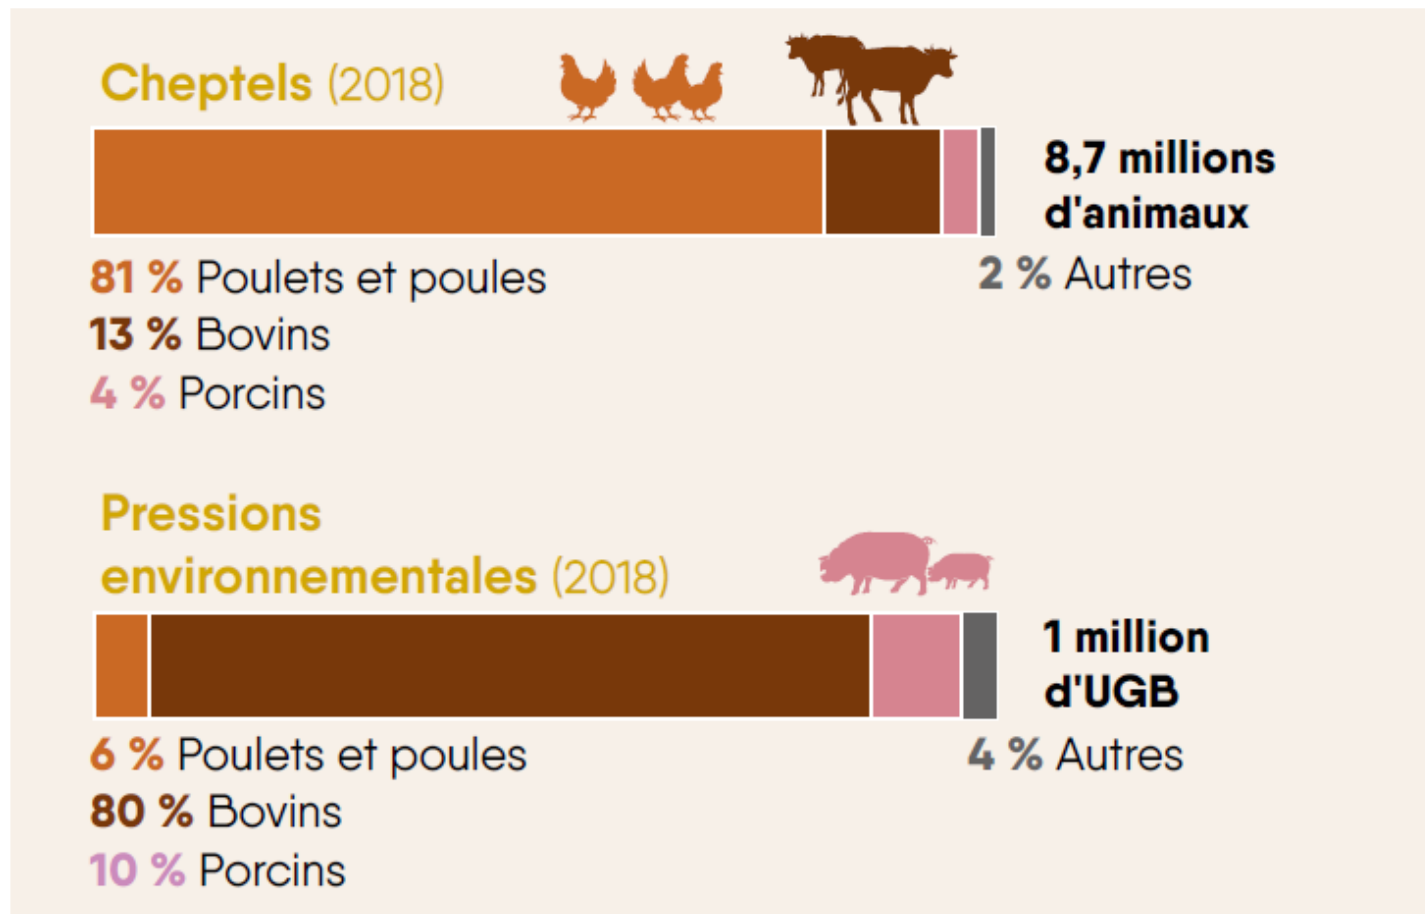 Cheptels (2018)
8,7 millions
d'animaux
81 % Poulets et poules
2 % Autres
13 % Bovins
4 % Porcins
Pressions
environnementales (2018)
1 million
d'UGB
6 % Poulets et poules
4 % Autres
80 % Bovins
10 % Porcins